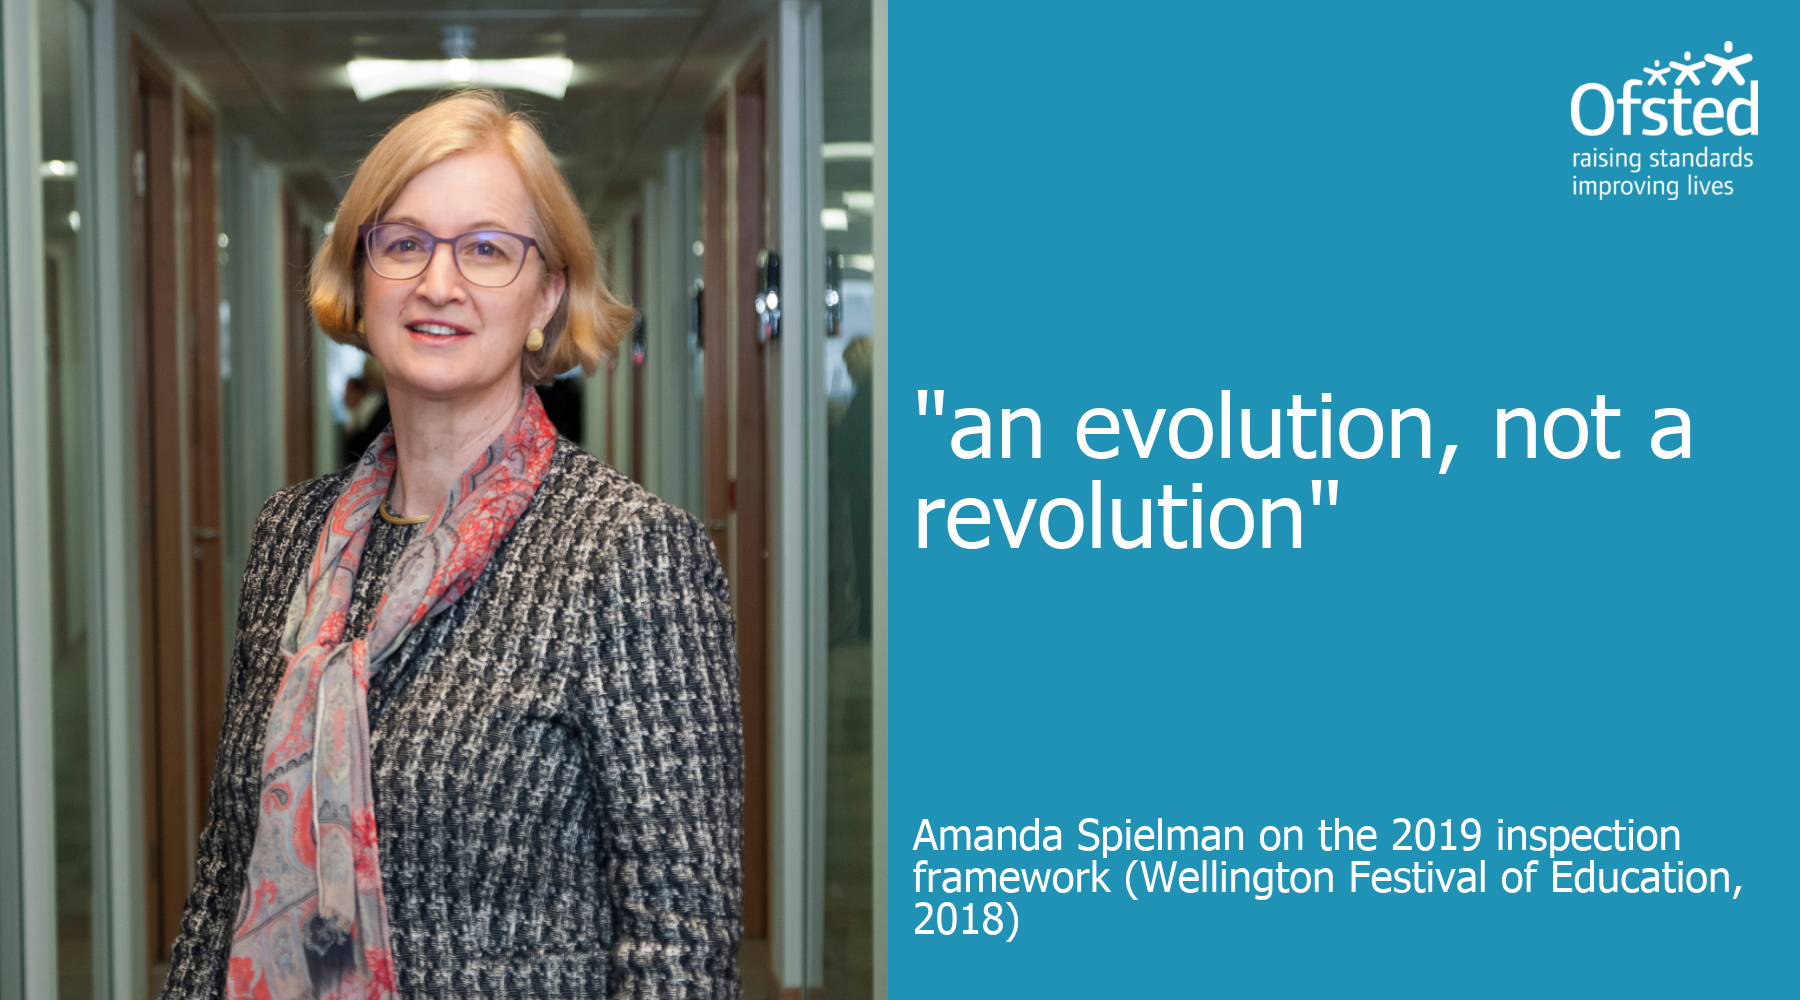 Ofsted
raising standards
improving lives
"an evolution, not a
revolution"
Amanda Spielman on the 2019 inspection
framework (Wellington Festival of Education,
2018)